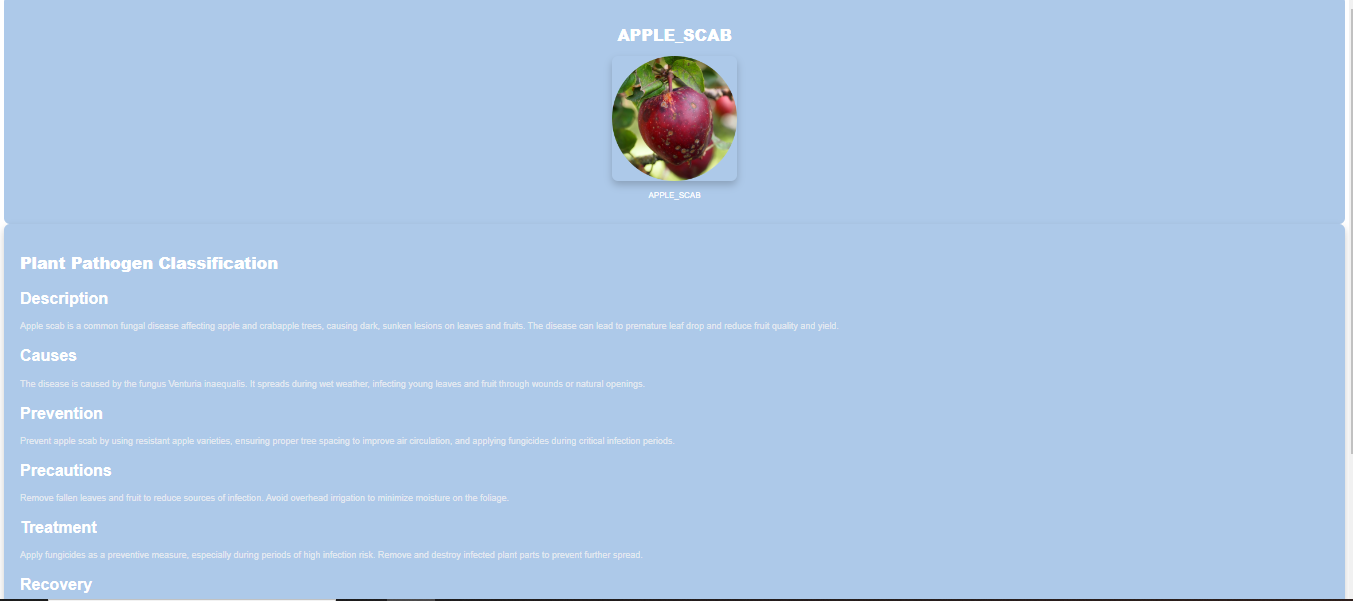 APPLE_SCAB
APPLE_SCAB
Plant Pathogen Classification
Description
Apple scab is a common fungal disease affecting apple and crabapple trees, causing dark, sunken lesions on leaves and fruits. The disease can lead to premature leaf drop and reduce fruit quality and yield.
Causes
The disease is caused by the fungus Venturia inaequalis. It spreads during wet weather, infecting young leaves and fruit through wounds or natural openings.
Prevention
Prevent apple scab by using resistant apple varieties, ensuring proper tree spacing to improve air circulation, and applying fungicides during critical infection periods.
Precautions
Remove fallen leaves and fruit to reduce sources of infection. Avoid overhead irrigation to minimize moisture on the foliage.
Treatment
Apply fungicides as a preventive measure, especially during periods of high infection risk. Remove and destroy infected plant parts to prevent further spread.
Recovery